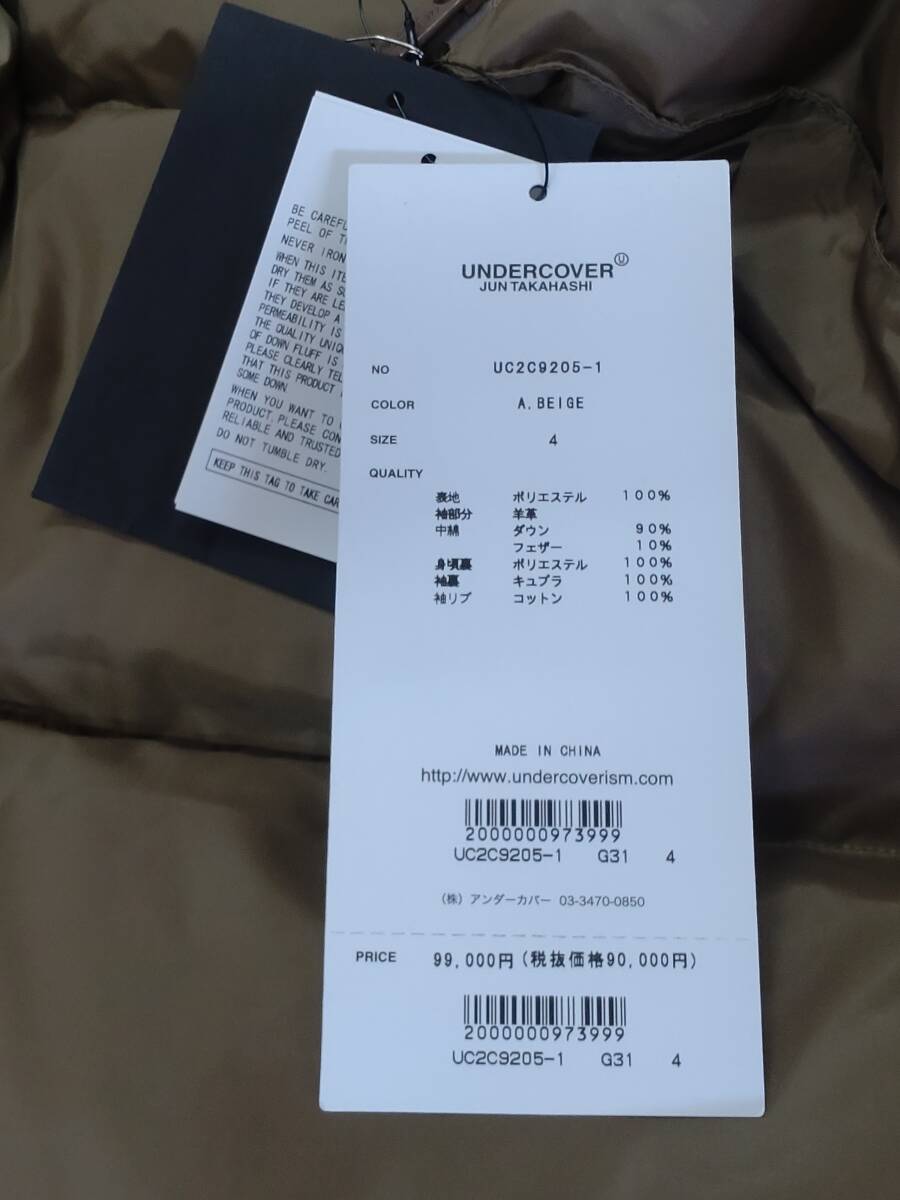 BE CAREFU
PEEL OF TH
NEVER IRON
WHEN THIS ITE
DRY THEM AS S
IF THEY ARE LE
THEY DEVELOP A
PERMEABILITY IS
THE QUALITY UNIQ
OF DOWN FLUFF IS
PLEASE CLEARLY TEL
THAT THIS PRODUCT
SOME DOWN
WHEN YOU WANT TO
PRODUCT, PLEASE CON
RELIABLE AND TRUSTED
DO NOT TUMBLE DRY.
KEEP THIS TAG TO TAKE CAR
UNDERCOVER Ⓤ
JUN TAKAHASHI
NO UC2C9205-1
COLOR A.BEIGE
SIZE 4
QUALITY
表地 ポリエステル 100%
袖部分 羊革
中綿 ダウン 90%
フェザー 10%
身頃裏 ポリエステル 100%
袖裏 キュプラ 100%
袖リブ コットン 100%
MADE IN CHINA
http://www.undercoverism.com
2000000973999
UC2C9205-1 G31 4
(株) アンダーカバー 03-3470-0850
PRICE 99,000円(税抜価格90,000円)
2000000973999
UC2C9205-1 G31 4